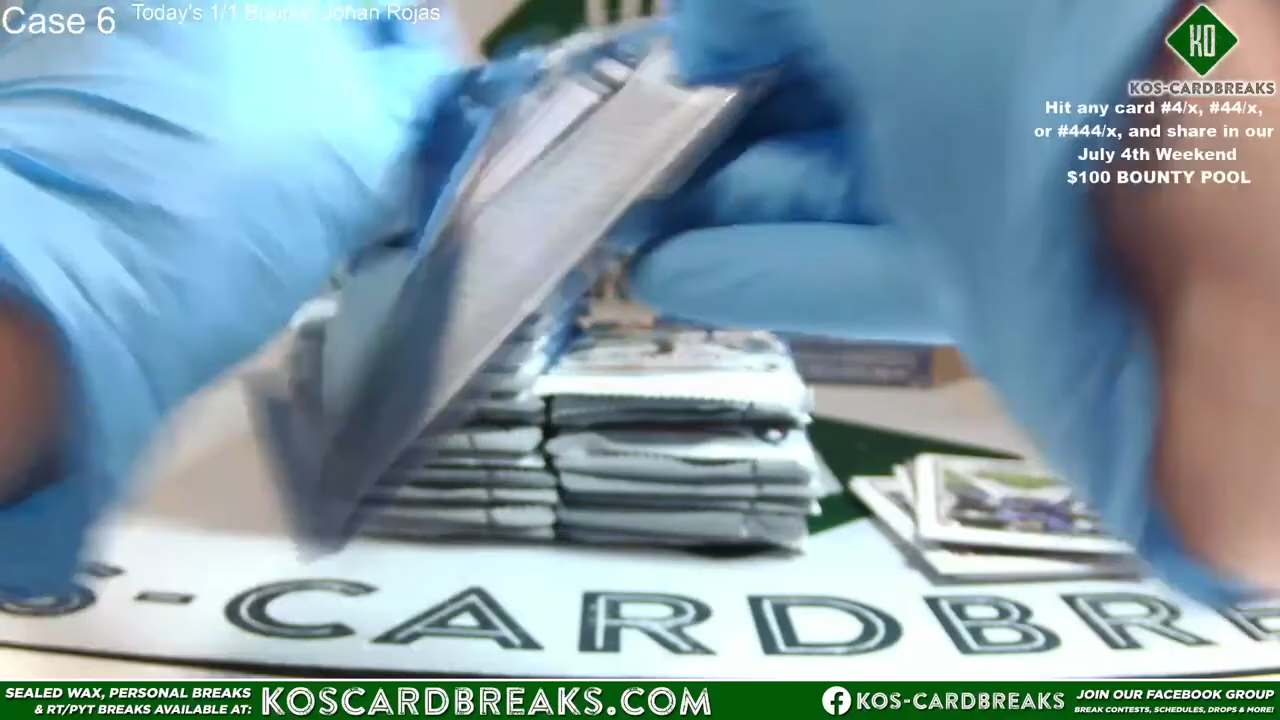 Case 6
Today's 1/1 Bounty: Johan Rojas
KO
KOS-CARDBREAKS
Hit any card #4/x, #44/x,
or #444/x, and share in our
July 4th Weekend
$100 BOUNTY POOL
S-CARDBRE
SEALED WAX, PERSONAL BREAKS
& RT/PYT BREAKS AVAILABLE AT:
KOSCARDBREAKS.COM
KOS-CARDBREAKS
JOIN OUR FACEBOOK GROUP
BREAK CONTESTS, SCHEDULES, DROPS & MORE!